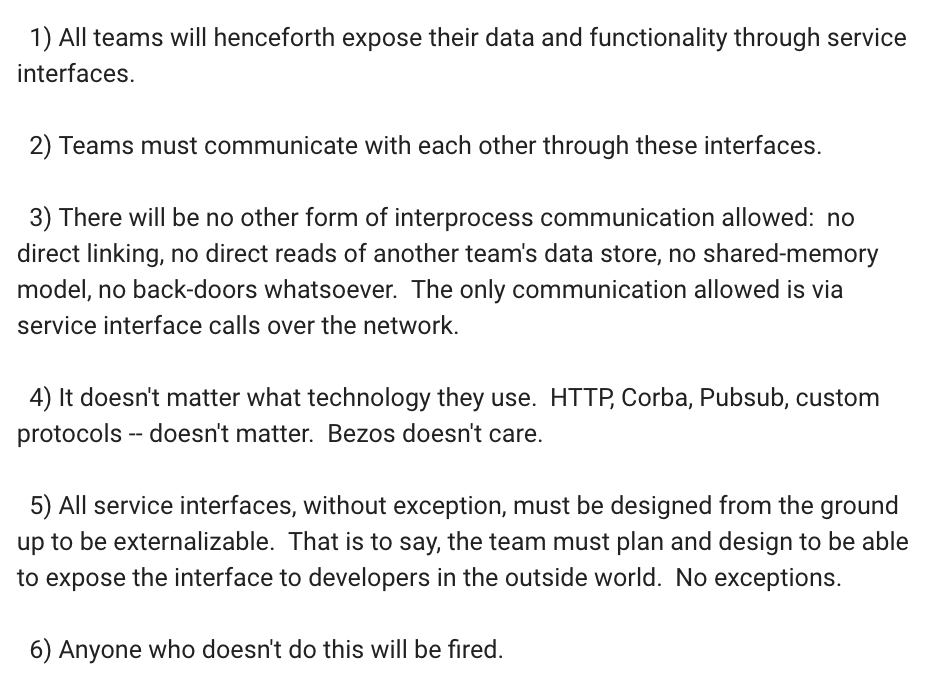 1) All teams will henceforth expose their data and functionality through service
interfaces.
2) Teams must communicate with each other through these interfaces.
3) There will be no other form of interprocess communication allowed:  no
direct linking, no direct reads of another team's data store, no shared-memory
model, no back-doors whatsoever.  The only communication allowed is via
service interface calls over the network.
4) It doesn't matter what technology they use.  HTTP, Corba, Pubsub, custom
protocols -- doesn't matter.  Bezos doesn't care.
5) All service interfaces, without exception, must be designed from the ground
up to be externalizable.  That is to say, the team must plan and design to be able
to expose the interface to developers in the outside world.  No exceptions.
6) Anyone who doesn't do this will be fired.